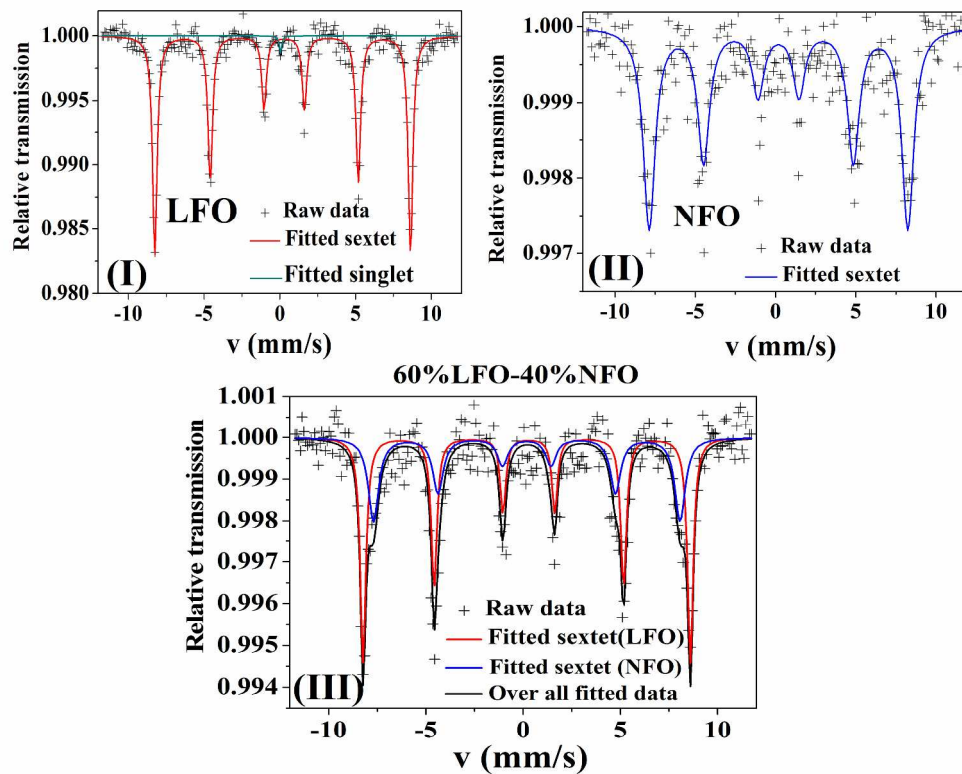 1.000
0.995
0.990
0.985
0.980
Relative transmission
LFO
Raw data
Fitted sextet
Fitted singlet
(I)
-10 -5 0 5 10
v (mm/s)
1.000
0.999
0.998
0.997
Relative transmission
NFO
Raw data
Fitted sextet
(II)
-10 -5 0 5 10
v (mm/s)
60%LFO-40%NFO
1.001
1.000
0.999
0.998
0.997
0.996
0.995
0.994
Relative transmission
Raw data
Fitted sextet(LFO)
Fitted sextet (NFO)
Over all fitted data
(III)
-10 -5 0 5 10
v (mm/s)